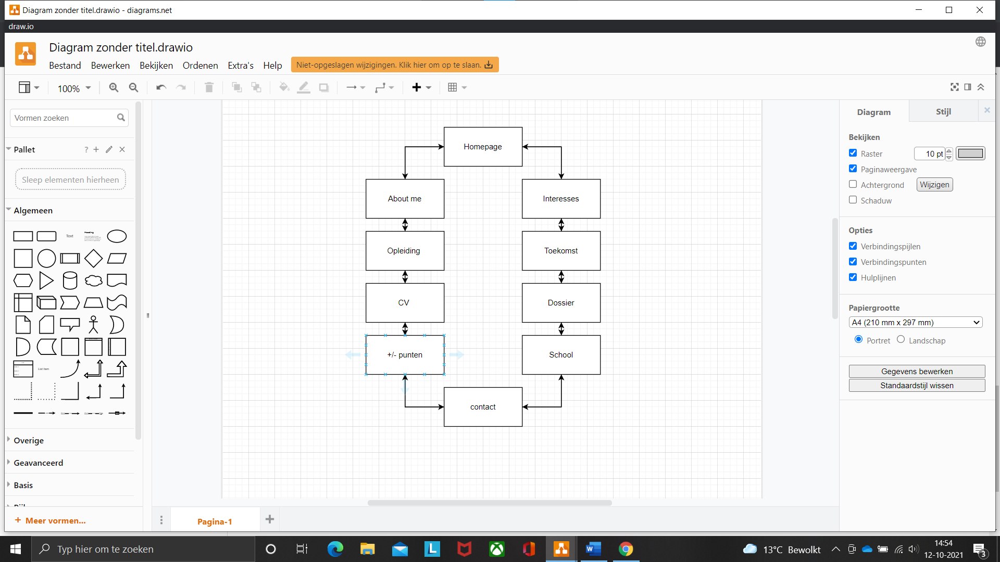 Diagram zonder titel.drawio - diagrams.net
draw.io
Diagram zonder titel.drawio
Bestand Bewerken Bekijken Ordenen Extra's Help
Niet-opgeslagen wijzigingen. Klik hier om op te slaan.
100%
Vormen zoeken
Pallet
?
Sleep elementen hierheen
Algemeen
Text
Heading
List Item
Overige
Geavanceerd
Basis
+ Meer vormen...
Homepage
About me
Interesses
Opleiding
Toekomst
CV
Dossier
+/- punten
School
contact
Pagina-1
Diagram
Stijl
Bekijken
Raster
10 pt
Paginaweergave
Achtergrond
Wijzigen
Schaduw
Opties
Verbindingspijlen
Verbindingspunten
Hulplijnen
Papiergrootte
A4 (210 mm x 297 mm)
Portret
Landschap
Gegevens bewerken
Standaardstijl wissen
Typ hier om te zoeken
L
W
13°C Bewolkt
14:54
12-10-2021
3